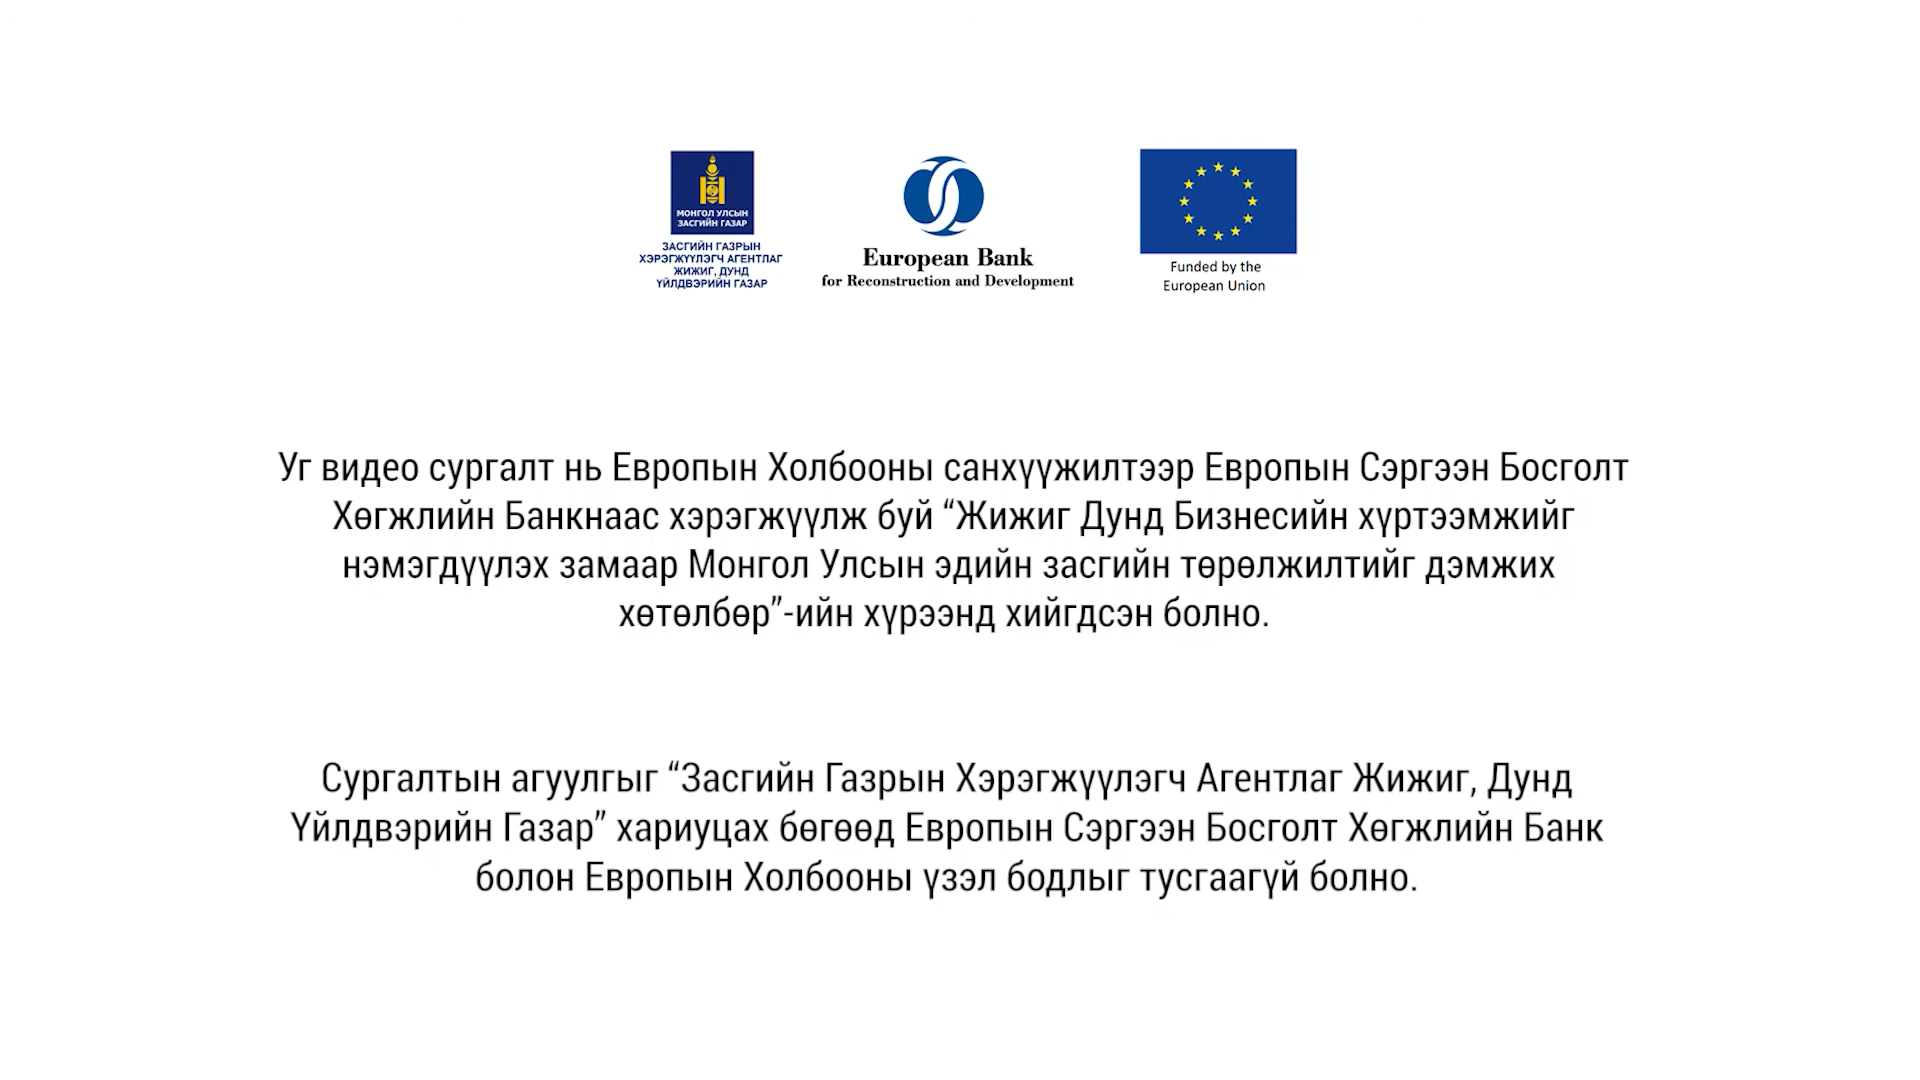 МОНГОЛ УЛСЫН
ЗАСГИЙН ГАЗАР
ЗАСГИЙН ГАЗРЫН
ХЭРЭГЖҮҮЛЭГЧ АГЕНТЛАГ
ЖИЖИГ, ДУНД
ҮЙЛДВЭРИЙН ГАЗАР
European Bank
for Reconstruction and Development
Funded by the
European Union
Уг видео сургалт нь Европын Холбооны санхүүжилтээр Европын Сэргээн Босголт
Хөгжлийн Банкнаас хэрэгжүүлж буй “Жижиг Дунд Бизнесийн хүртээмжийг
нэмэгдүүлэх замаар Монгол Улсын эдийн засгийн төрөлжилтийг дэмжих
хөтөлбөр”-ийн хүрээнд хийгдсэн болно.
Сургалтын агуулгыг “Засгийн Газрын Хэрэгжүүлэгч Агентлаг Жижиг, Дунд
Үйлдвэрийн Газар” хариуцах бөгөөд Европын Сэргээн Босголт Хөгжлийн Банк
болон Европын Холбооны үзэл бодлыг тусгаагүй болно.